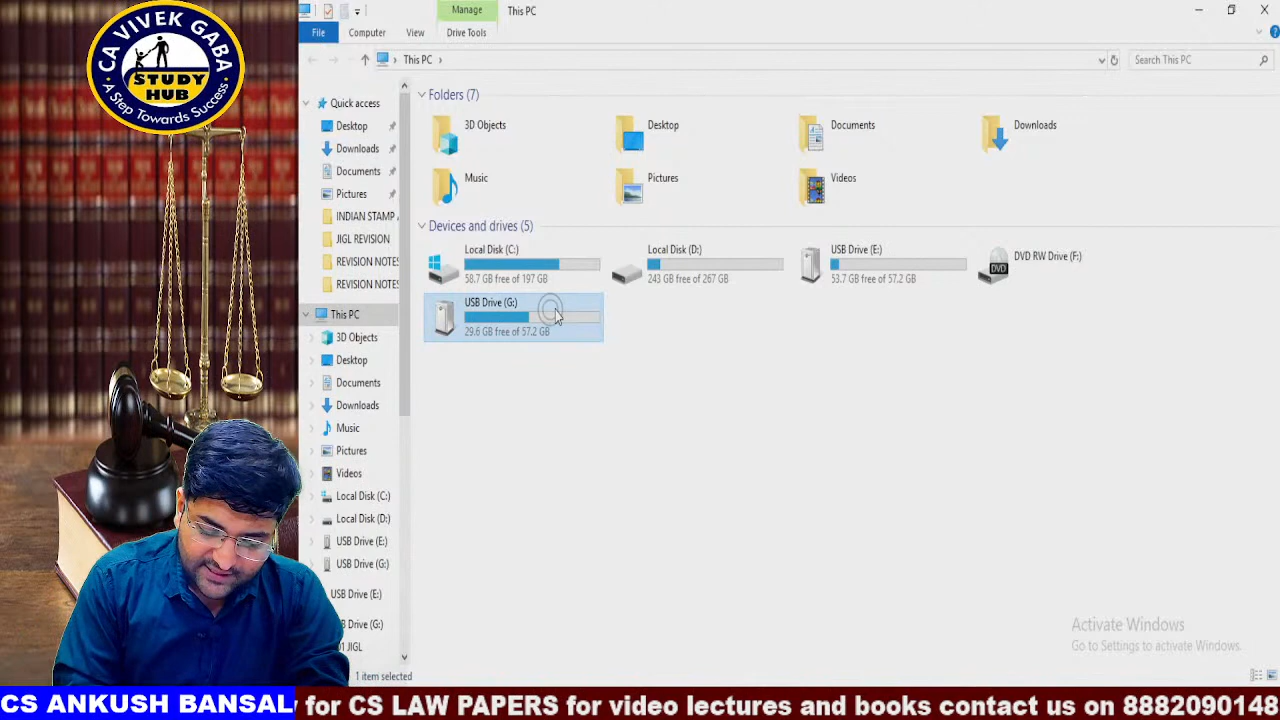 CA VIVEK GABA
STUDY
HUB
A Step Towards Success
Manage
This PC
File
Computer
View
Drive Tools
This PC
Search This PC
Quick access
Desktop
Downloads
Documents
Pictures
INDIAN STAMP A
JIGL REVISION
REVISION NOTES
REVISION NOTES
This PC
3D Objects
Desktop
Documents
Downloads
Music
Pictures
Videos
Local Disk (C:)
Local Disk (D:)
USB Drive (E:)
USB Drive (G:)
USB Drive (E:)
B Drive (G:)
01 JIGL
Folders (7)
3D Objects
Desktop
Documents
Downloads
Music
Pictures
Videos
Devices and drives (5)
Local Disk (C:)
58.7 GB free of 197 GB
Local Disk (D:)
243 GB free of 267 GB
USB Drive (E:)
53.7 GB free of 57.2 GB
DVD
DVD RW Drive (F:)
USB Drive (G:)
29.6 GB free of 57.2 GB
Activate Windows
Go to Settings to activate Windows.
1 item selected
CS ANKUSH BANSAL
y for CS LAW PAPERS for video lectures and books contact us on 8882090148